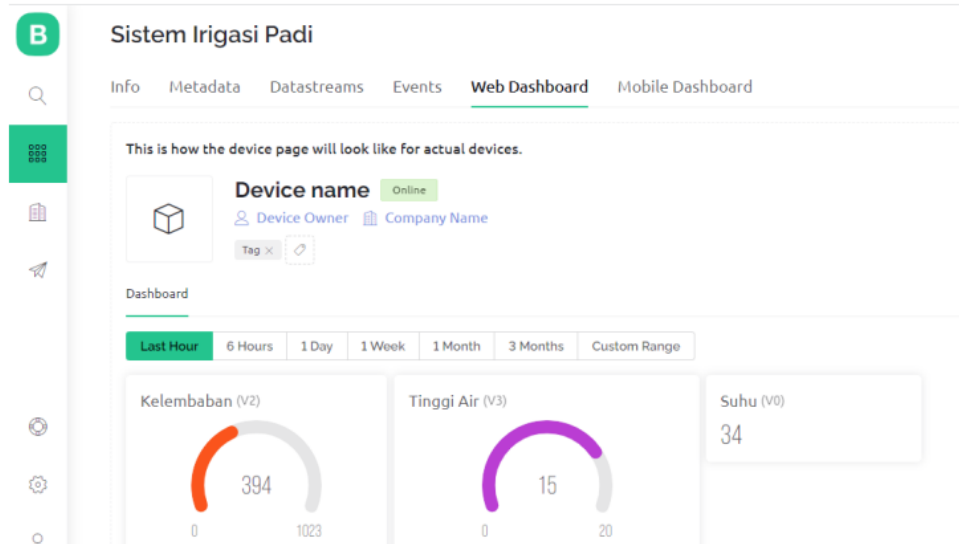 B
Sistem Irigasi Padi
Info Metadata Datastreams Events Web Dashboard Mobile Dashboard
This is how the device page will look like for actual devices.
Device name Online
Device Owner Company Name
Tag ×
Dashboard
Last Hour 6 Hours 1 Day 1 Week 1 Month 3 Months Custom Range
Kelembaban (V2) Tinggi Air (V3) Suhu (V0)
34
394 15
0 1023 0 20